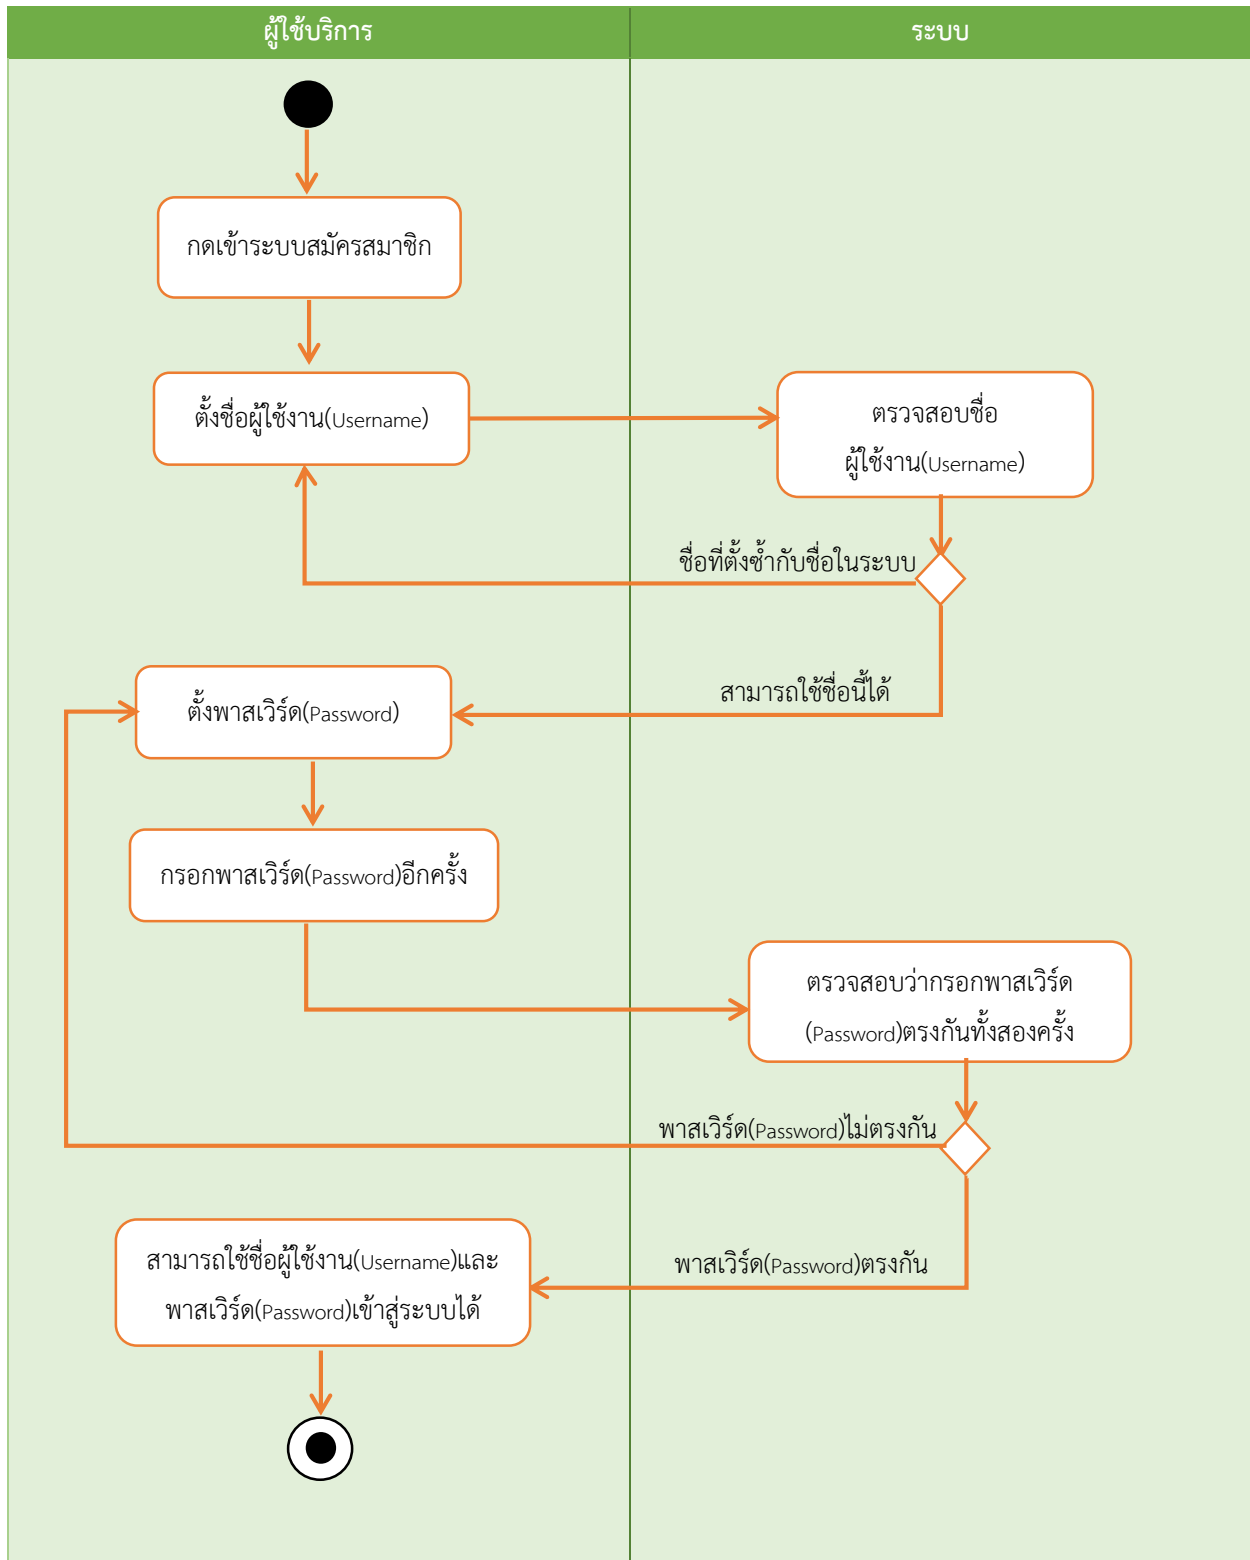 ผู้ใช้บริการ
ระบบ
กดเข้าระบบสมัครสมาชิก
ตั้งชื่อผู้ใช้งาน(Username)
ตรวจสอบชื่อ
ผู้ใช้งาน(Username)
ชื่อที่ตั้งซ้ำกับชื่อในระบบ
สามารถใช้ชื่อนี้ได้
ตั้งพาสเวิร์ด(Password)
กรอกพาสเวิร์ด(Password)อีกครั้ง
ตรวจสอบว่ากรอกพาสเวิร์ด
(Password)ตรงกันทั้งสองครั้ง
พาสเวิร์ด(Password)ไม่ตรงกัน
พาสเวิร์ด(Password)ตรงกัน
สามารถใช้ชื่อผู้ใช้งาน(Username)และ
พาสเวิร์ด(Password)เข้าสู่ระบบได้